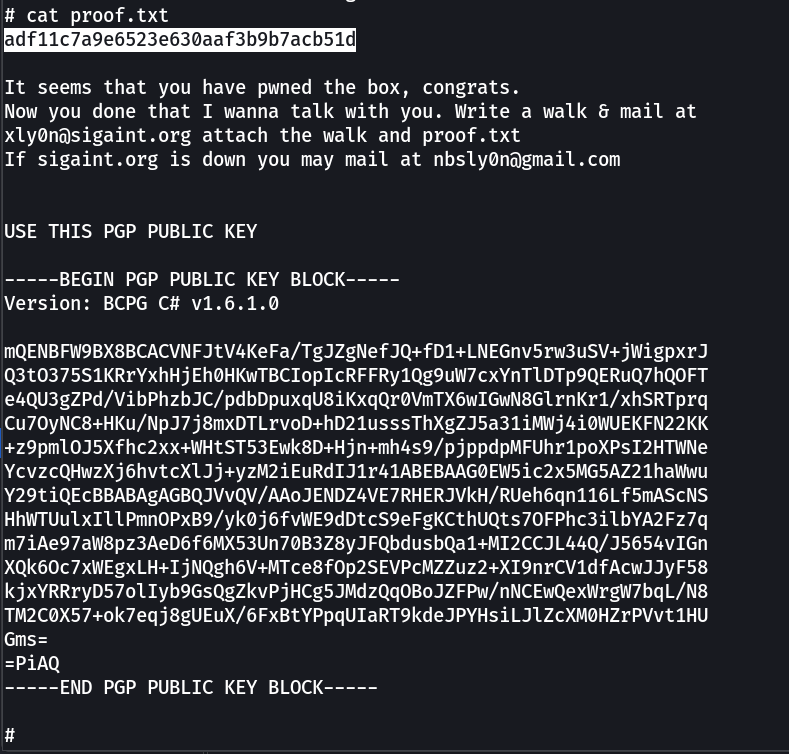 # cat proof.txt
adf11c7a9e6523e630aaf3b9b7acb51d
It seems that you have pwned the box, congrats.
Now you done that I wanna talk with you. Write a walk & mail at
xly0n@sigaint.org attach the walk and proof.txt
If sigaint.org is down you may mail at nbsly0n@gmail.com
USE THIS PGP PUBLIC KEY
-----BEGIN PGP PUBLIC KEY BLOCK-----
Version: BCPG C# v1.6.1.0
mQENBFW9BX8BCACVNFJtV4KeFa/TgJZgNefJQ+fD1+LNEGnv5rw3uSV+jWigpxrJ
Q3tO375S1KRrYxhHjEh0HKwTBCIopIcRFFRy1Qg9uW7cxYnTlDTp9QERuQ7hQOFT
e4QU3gZPd/VibPhzbJC/pdbDpuxqU8iKxqQr0VmTX6wIGwN8GlrnKr1/xhSRTprq
Cu7OyNC8+HKu/NpJ7j8mxDTLrvoD+hD21usssThXgZJ5a31iMWj4i0WUEKFN22KK
+z9pmlOJ5Xfhc2xx+WHtST53Ewk8D+Hjn+mh4s9/pjppdpMFUhr1poXPsI2HTWNe
YcvzcQHwzXj6hvtcXlJj+yzM2iEuRdIJ1r41ABEBAAG0EW5ic2x5MG5AZ21haWwu
Y29tiQEcBBABAgAGBQJVvQV/AAoJENDZ4VE7RHERJVkH/RUeh6qn116Lf5mAScNS
HhWTUulxIllPmnOPxB9/yk0j6fvWE9dDtcS9eFgKCthUQts7OFPhc3ilbYA2Fz7q
m7iAe97aW8pz3AeD6f6MX53Un70B3Z8yJFQbdusbQa1+MI2CCJL44Q/J5654vIGn
XQk6Oc7xWEgxLH+IjNQgh6V+MTce8fOp2SEVPcMZZuz2+XI9nrCV1dfAcwJJyF58
kjxYRRryD57olIyb9GsQgZkvPjHCg5JMdzQqOBoJZFPw/nNCEwQexWrgW7bqL/N8
TM2C0X57+ok7eqj8gUEuX/6FxBtYPpqUIaRT9kdeJPYHsiLJlZcXM0HZrPVvt1HU
Gms=
=PiAQ
-----END PGP PUBLIC KEY BLOCK-----
#